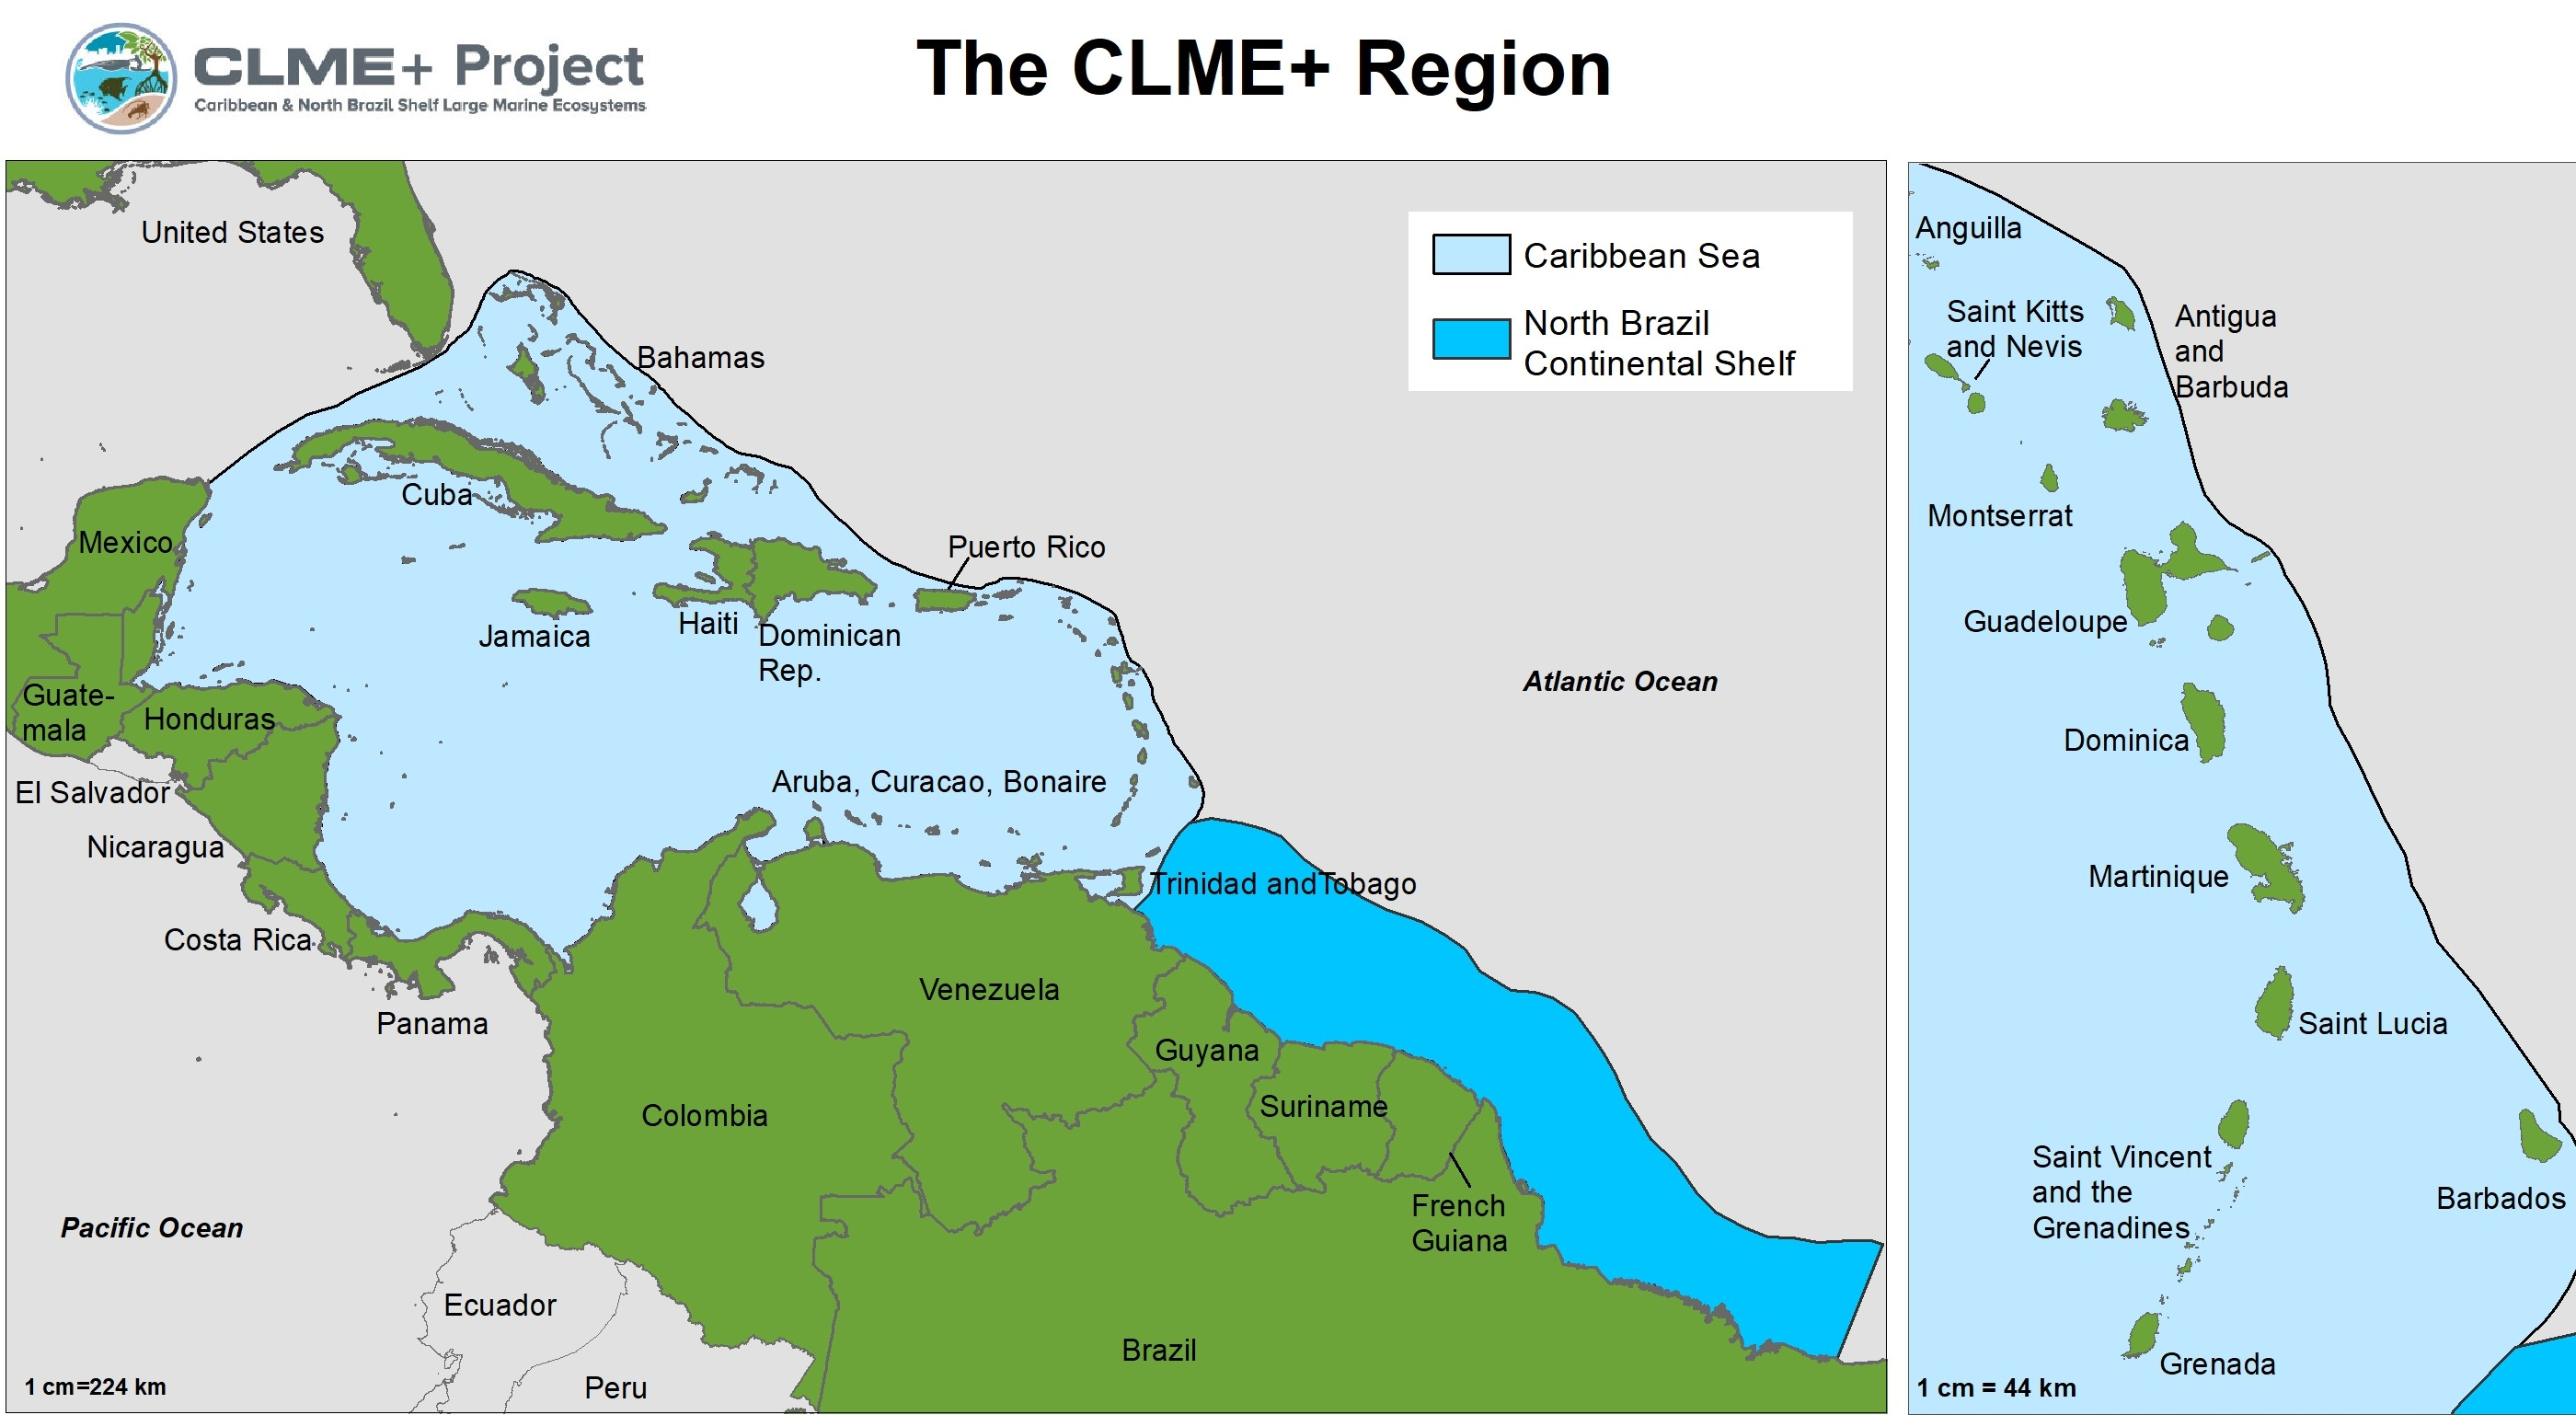 CLME+ Project
Caribbean & North Brazil Shelf Large Marine Ecosystems
The CLME+ Region
United States
Bahamas
Caribbean Sea
North Brazil
Continental Shelf
Cuba
Mexico
Puerto Rico
Jamaica
Haiti
Dominican
Rep.
Atlantic Ocean
Guate-
mala
Honduras
El Salvador
Aruba, Curacao, Bonaire
Nicaragua
Trinidad andTobago
Costa Rica
Venezuela
Panama
Guyana
Colombia
Suriname
French
Guiana
Pacific Ocean
Ecuador
Brazil
Peru
1 cm=224 km
Anguilla
Saint Kitts
and Nevis
Antigua
and
Barbuda
Montserrat
Guadeloupe
Dominica
Martinique
Saint Lucia
Saint Vincent
and the
Grenadines
Barbados
Grenada
1 cm = 44 km